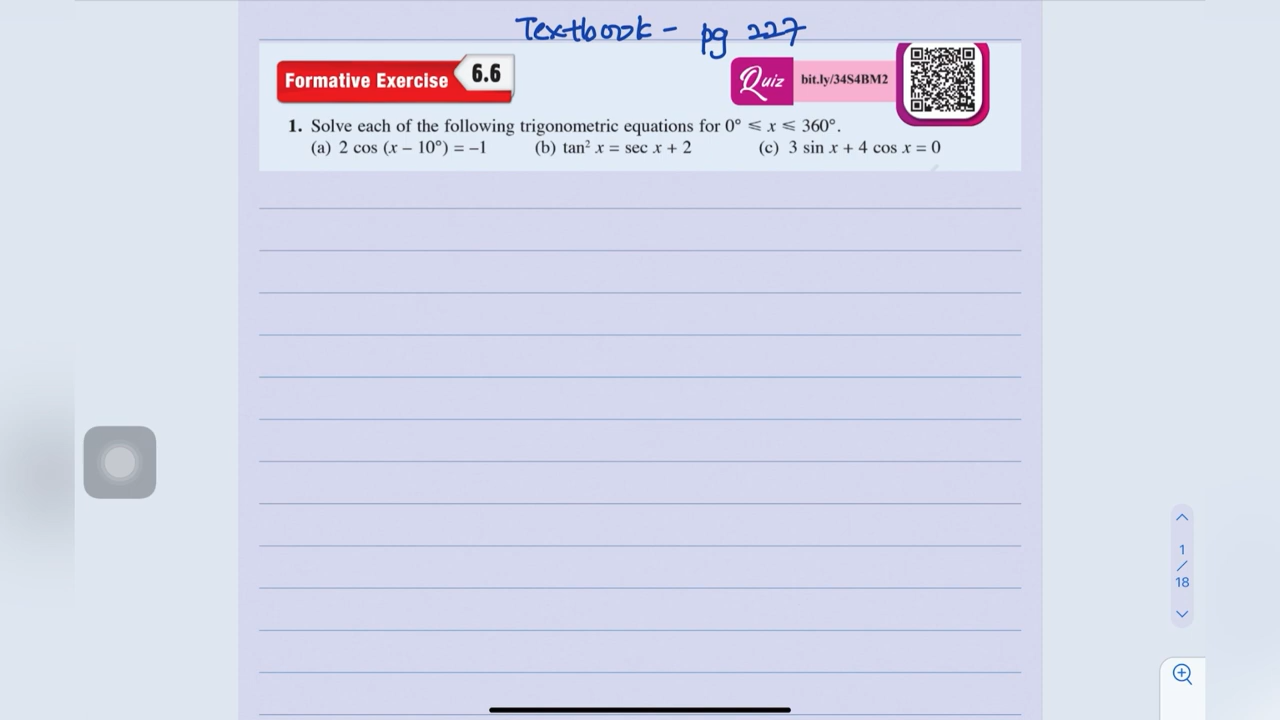 Textbook - pg 227
Formative Exercise 6.6
Quiz bit.ly/34S4BM2
1. Solve each of the following trigonometric equations for 0° ⩽ x ⩽ 360°.
(a) 2 cos (x – 10°) = –1 (b) tan² x = sec x + 2 (c) 3 sin x + 4 cos x = 0
1
/
18